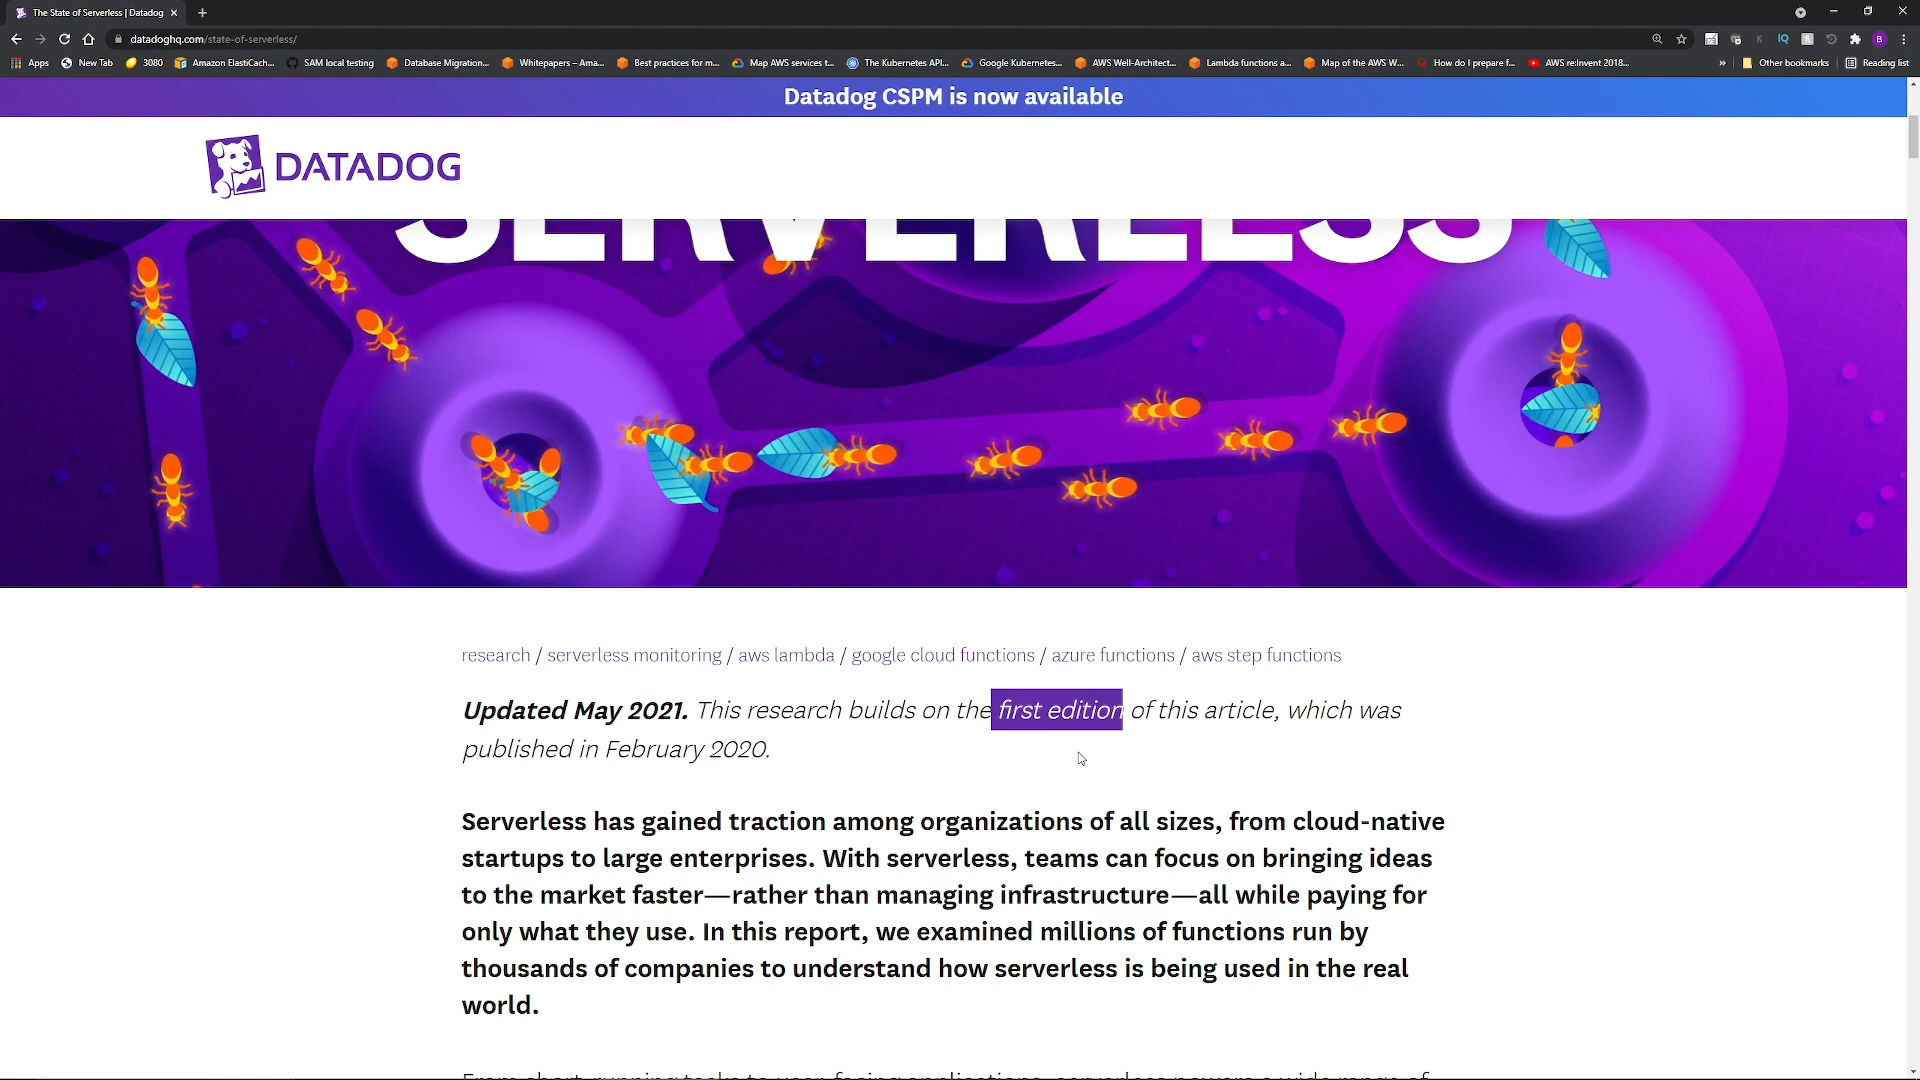 The State of Serverless | Datadog
datadoghq.com/state-of-serverless/
Apps New Tab 3080 Amazon ElastiCach... SAM local testing Database Migration... Whitepapers – Ama... Best practices for m... Map AWS services t... The Kubernetes API... Google Kubernetes... AWS Well-Architect... Lambda functions a... Map of the AWS W... How do I prepare f... AWS re:Invent 2018... » Other bookmarks Reading list
Datadog CSPM is now available
DATADOG
SERVERLESS
research / serverless monitoring / aws lambda / google cloud functions / azure functions / aws step functions
Updated May 2021. This research builds on the first edition of this article, which was
published in February 2020.
Serverless has gained traction among organizations of all sizes, from cloud-native
startups to large enterprises. With serverless, teams can focus on bringing ideas
to the market faster—rather than managing infrastructure—all while paying for
only what they use. In this report, we examined millions of functions run by
thousands of companies to understand how serverless is being used in the real
world.